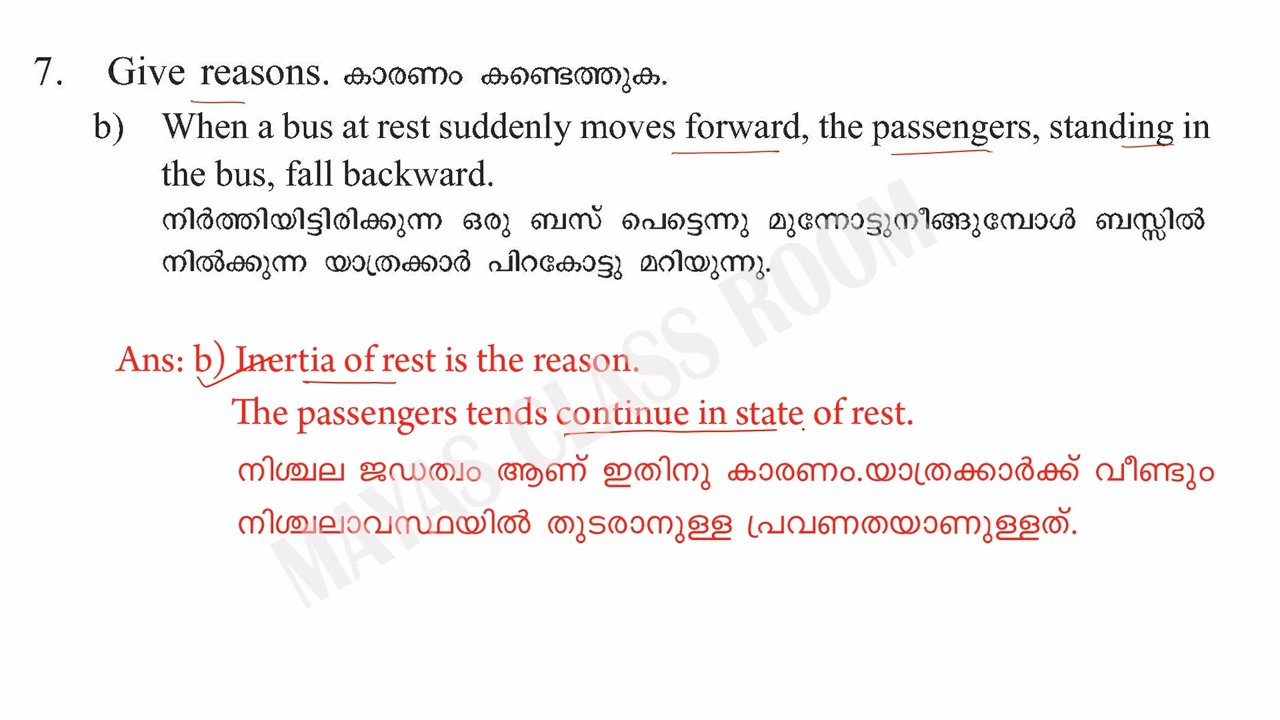 7. Give reasons. കാരണം കണ്ടെത്തുക.
b) When a bus at rest suddenly moves forward, the passengers, standing in
the bus, fall backward.
നിർത്തിയിട്ടിരിക്കുന്ന ഒരു ബസ് പെട്ടെന്നു മുന്നോട്ടുനീങ്ങുമ്പോൾ ബസ്സിൽ
നിൽക്കുന്ന യാത്രക്കാർ പിറകോട്ടു മറിയുന്നു.
Ans: b) Inertia of rest is the reason.
The passengers tends continue in state of rest.
നിശ്ചല ജഡത്വം ആണ് ഇതിനു കാരണം.യാത്രക്കാർക്ക് വീണ്ടും
നിശ്ചലാവസ്ഥയിൽ തുടരാനുള്ള പ്രവണതയാണുള്ളത്.
MAYAS CLASS ROOM